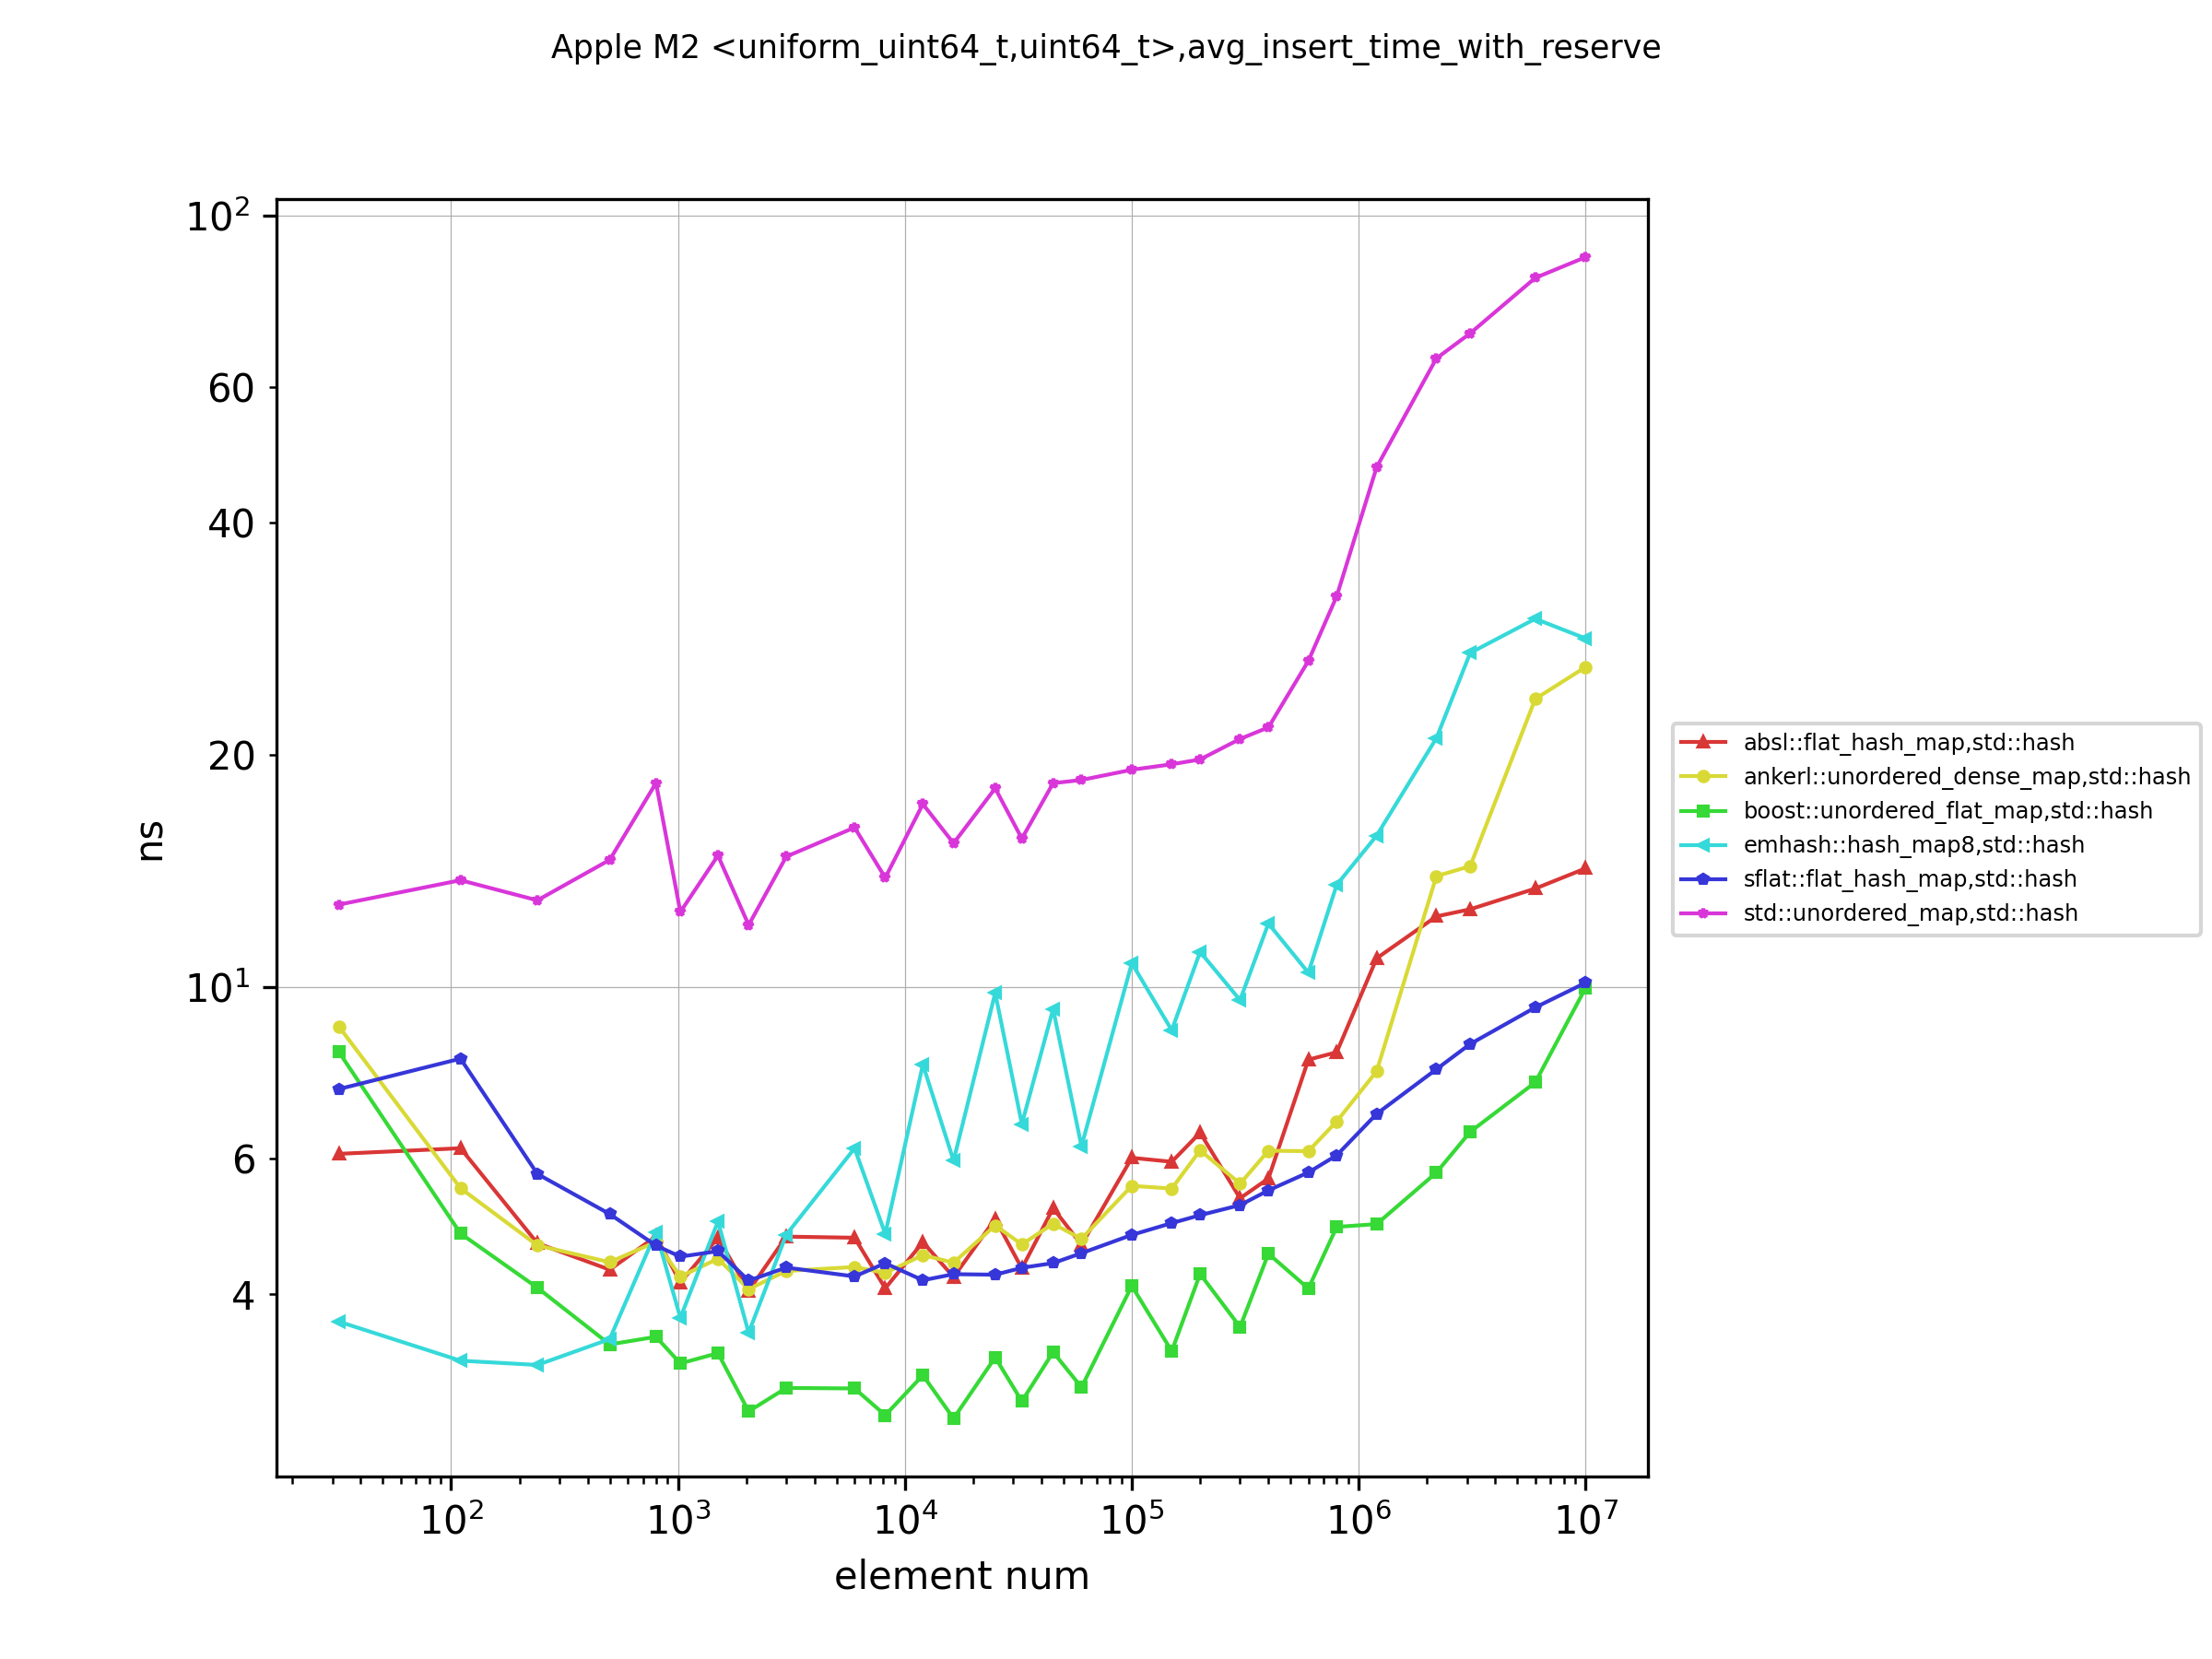 Apple M2 <uniform_uint64_t,uint64_t>,avg_insert_time_with_reserve
10²
60
40
20
10¹
6
4
ns
10² 10³ 10⁴ 10⁵ 10⁶ 10⁷
element num
absl::flat_hash_map,std::hash
ankerl::unordered_dense_map,std::hash
boost::unordered_flat_map,std::hash
emhash::hash_map8,std::hash
sflat::flat_hash_map,std::hash
std::unordered_map,std::hash